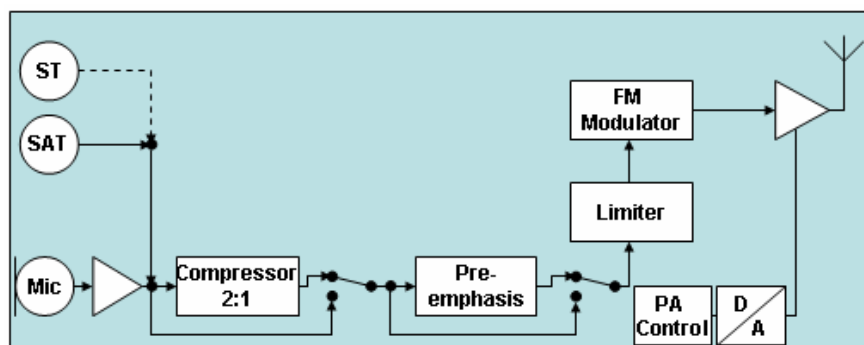 ST
SAT
Mic
Compressor
2:1
Pre-
emphasis
Limiter
FM
Modulator
PA
Control
D
A